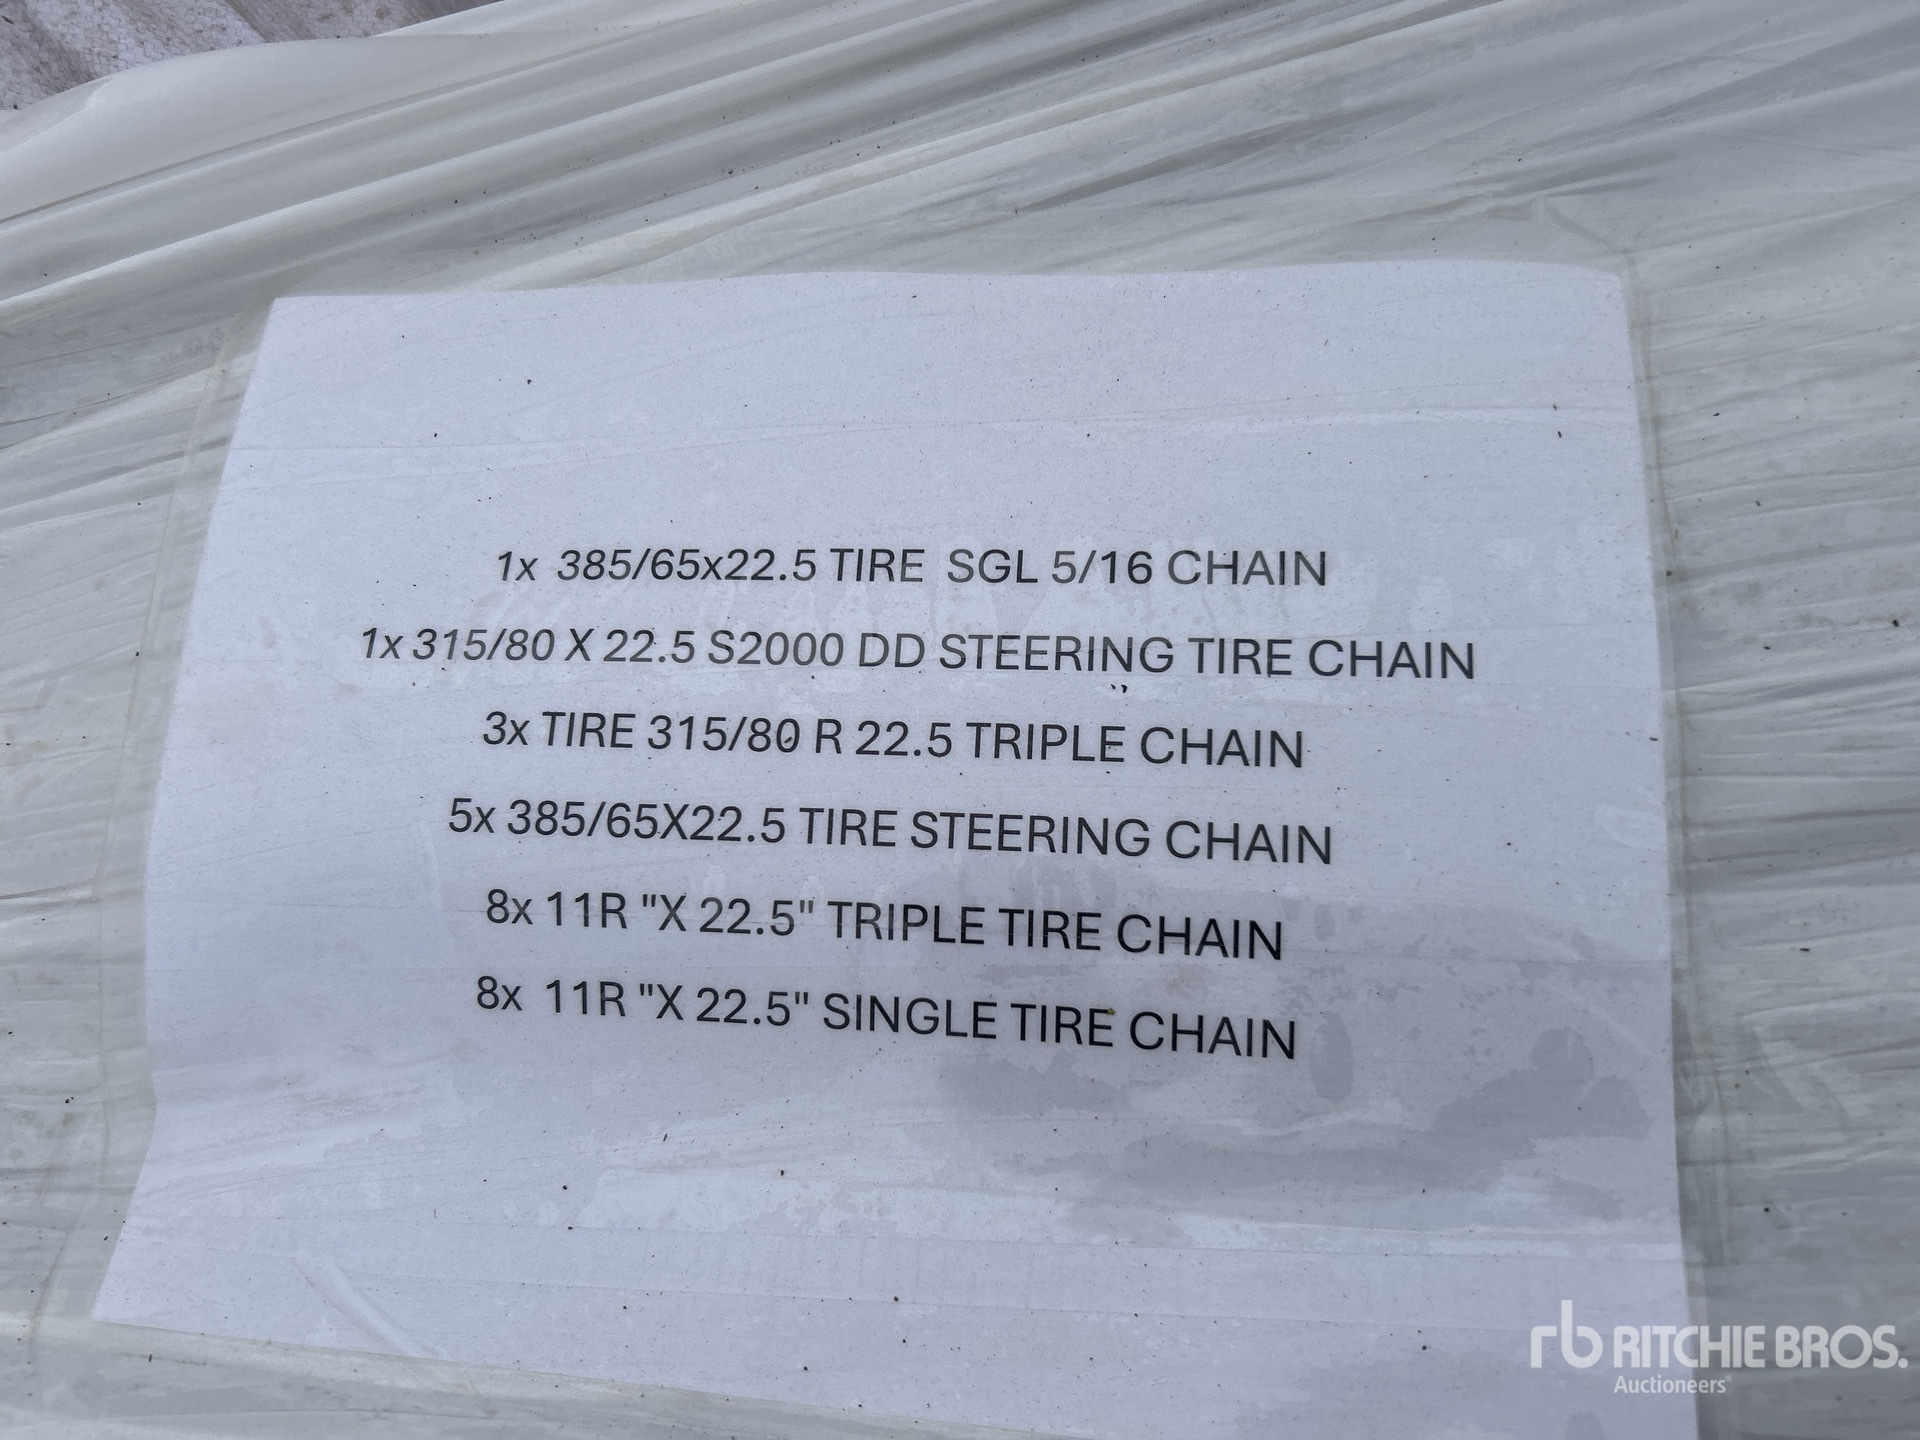 1x 385/65x22.5 TIRE SGL 5/16 CHAIN
1x 315/80 X 22.5 S2000 DD STEERING TIRE CHAIN
3x TIRE 315/80 R 22.5 TRIPLE CHAIN
5x 385/65X22.5 TIRE STEERING CHAIN
8x 11R "X 22.5" TRIPLE TIRE CHAIN
8x 11R "X 22.5" SINGLE TIRE CHAIN
rb RITCHIE BROS.
Auctioneers